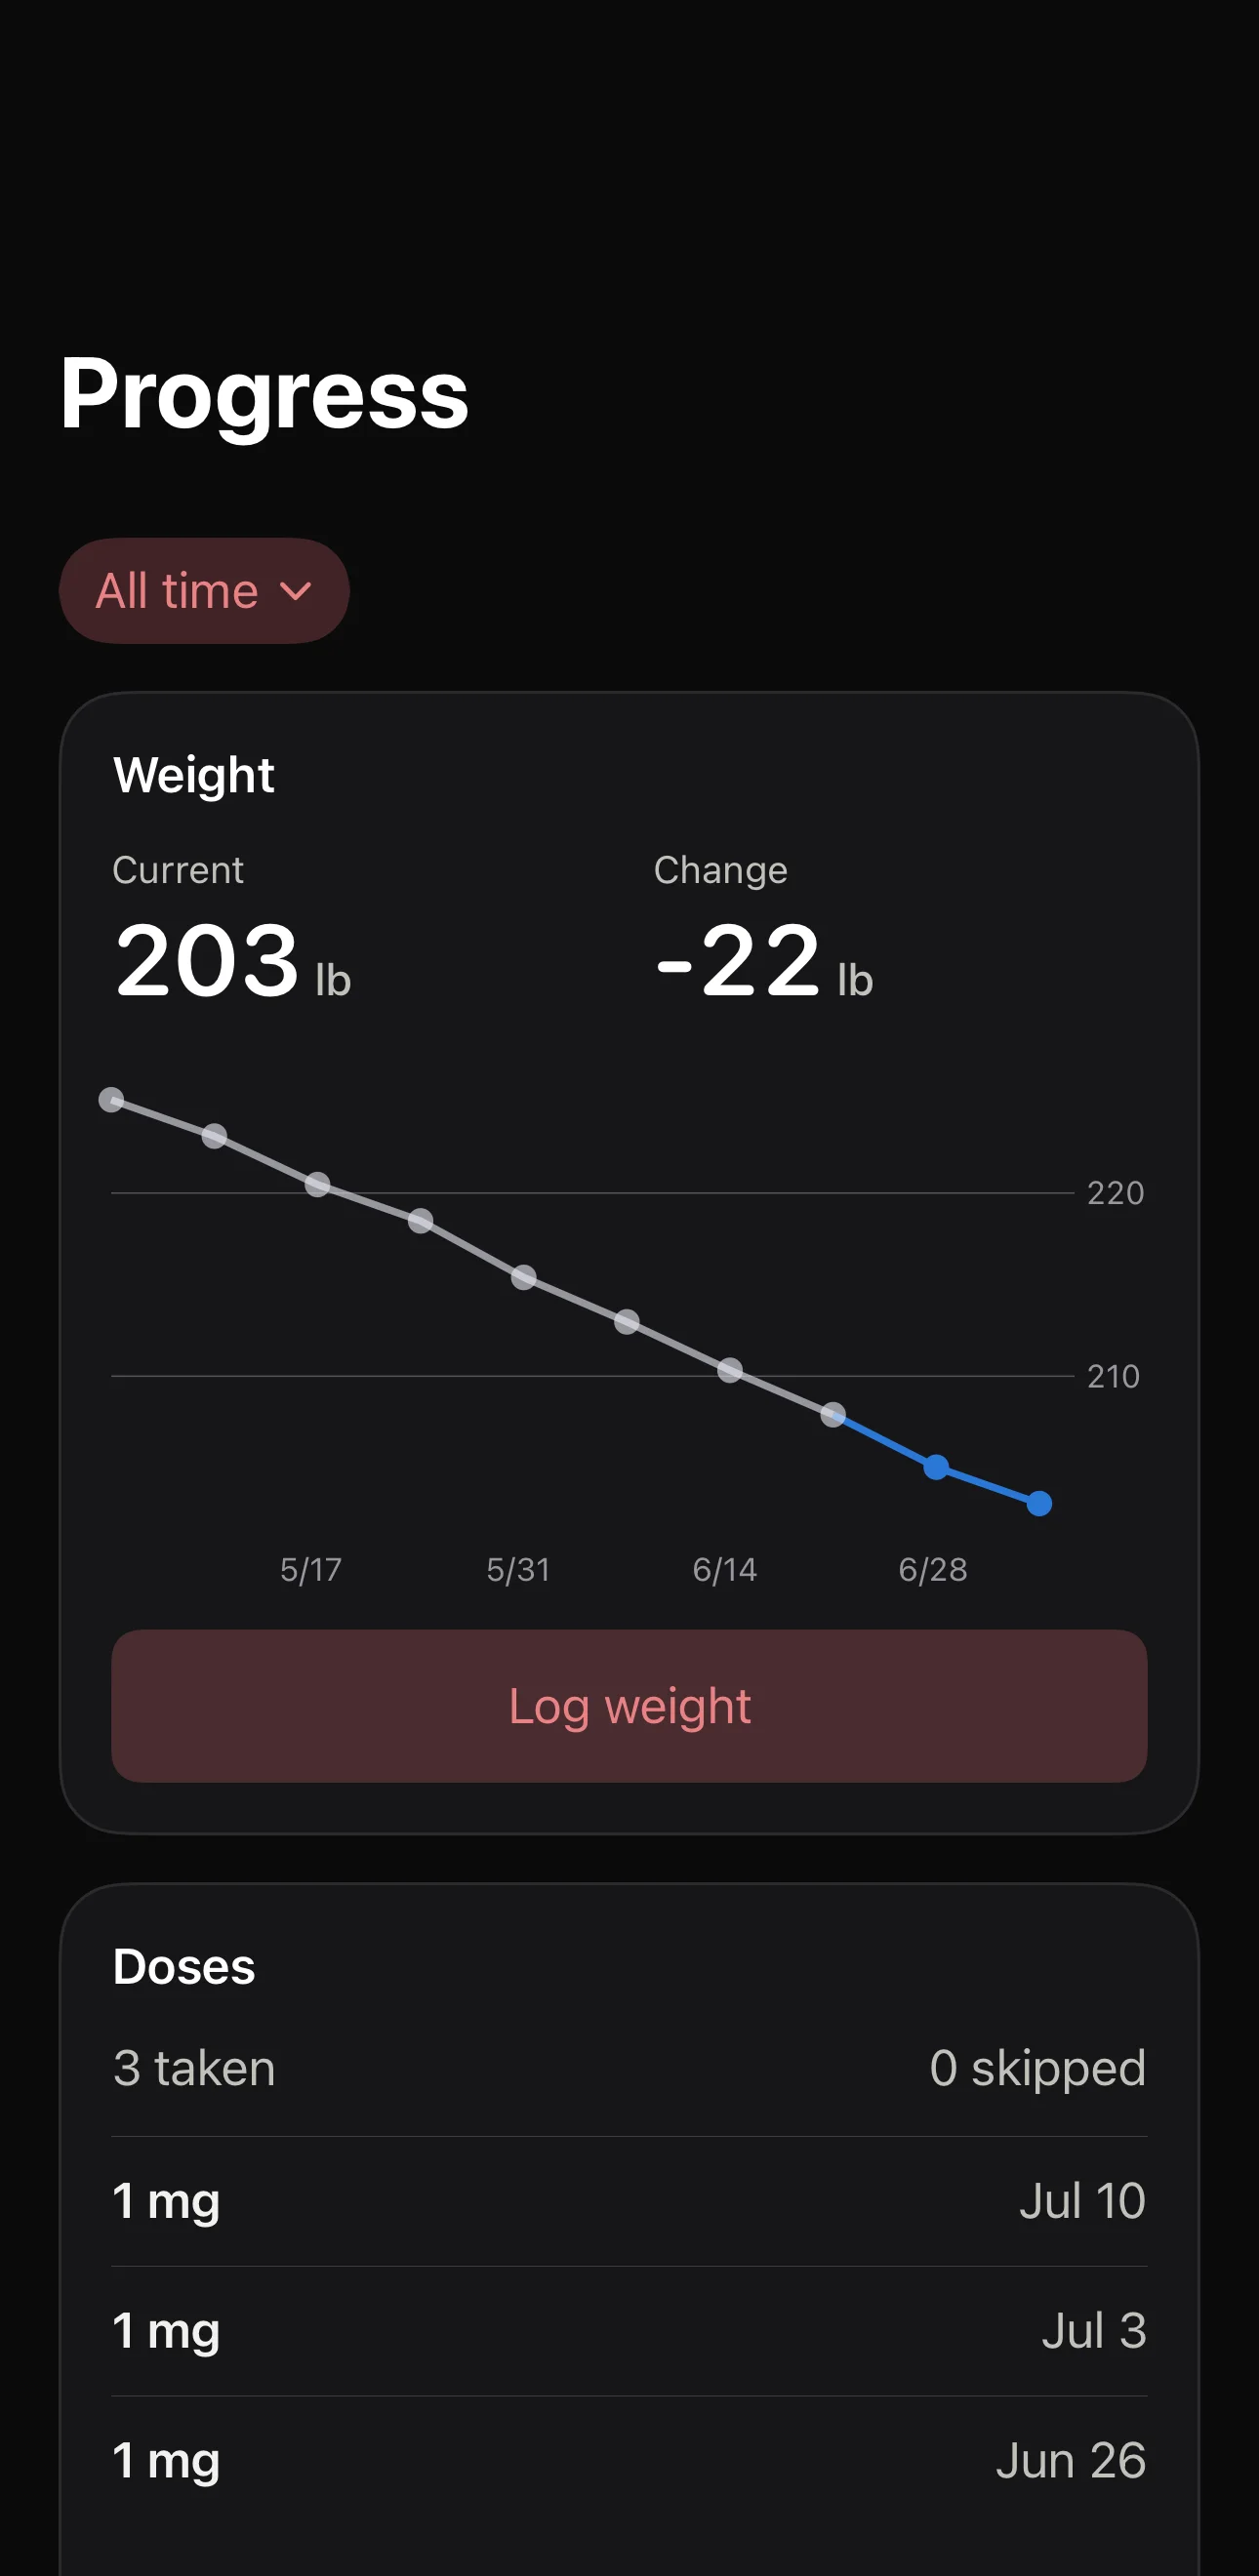 Progress
All time
Weight
Current Change
203 lb -22 lb
220
210
5/17 5/31 6/14 6/28
Log weight
Doses
3 taken 0 skipped
1 mg Jul 10
1 mg Jul 3
1 mg Jun 26